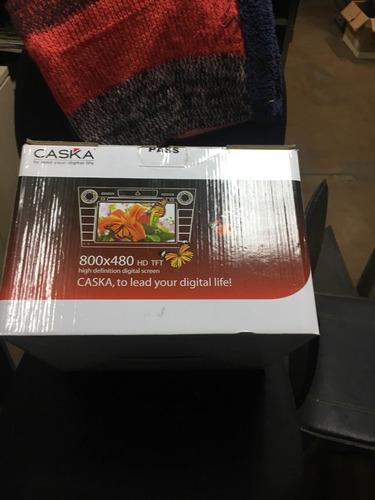 CASKA
to lead your digital life
PASS
800x480 HD TFT
high definition digital screen
CASKA, to lead your digital life!